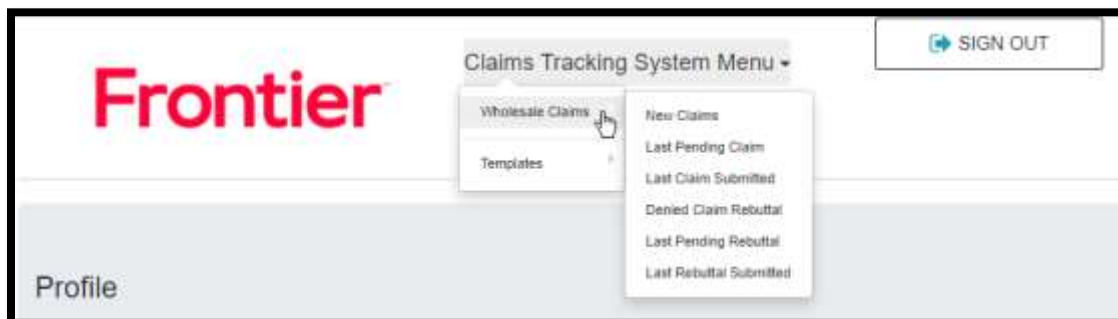 Frontier
Claims Tracking System Menu
SIGN OUT
Wholesale Claims
Templates
New Claims
Last Pending Claim
Last Claim Submitted
Denied Claim Rebuttal
Last Pending Rebuttal
Last Rebuttal Submitted
Profile